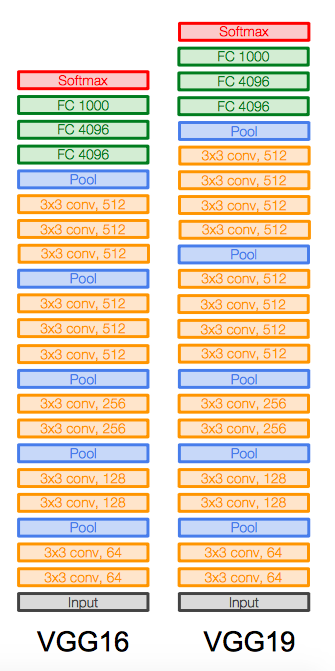 Softmax
FC 1000
FC 4096
FC 4096
Pool
3x3 conv, 512
3x3 conv, 512
3x3 conv, 512
Pool
3x3 conv, 512
3x3 conv, 512
3x3 conv, 512
Pool
3x3 conv, 256
3x3 conv, 256
Pool
3x3 conv, 128
3x3 conv, 128
Pool
3x3 conv, 64
3x3 conv, 64
Input
VGG16
Softmax
FC 1000
FC 4096
FC 4096
Pool
3x3 conv, 512
3x3 conv, 512
3x3 conv, 512
3x3 conv, 512
Pool
3x3 conv, 512
3x3 conv, 512
3x3 conv, 512
3x3 conv, 512
Pool
3x3 conv, 256
3x3 conv, 256
Pool
3x3 conv, 128
3x3 conv, 128
Pool
3x3 conv, 64
3x3 conv, 64
Input
VGG19